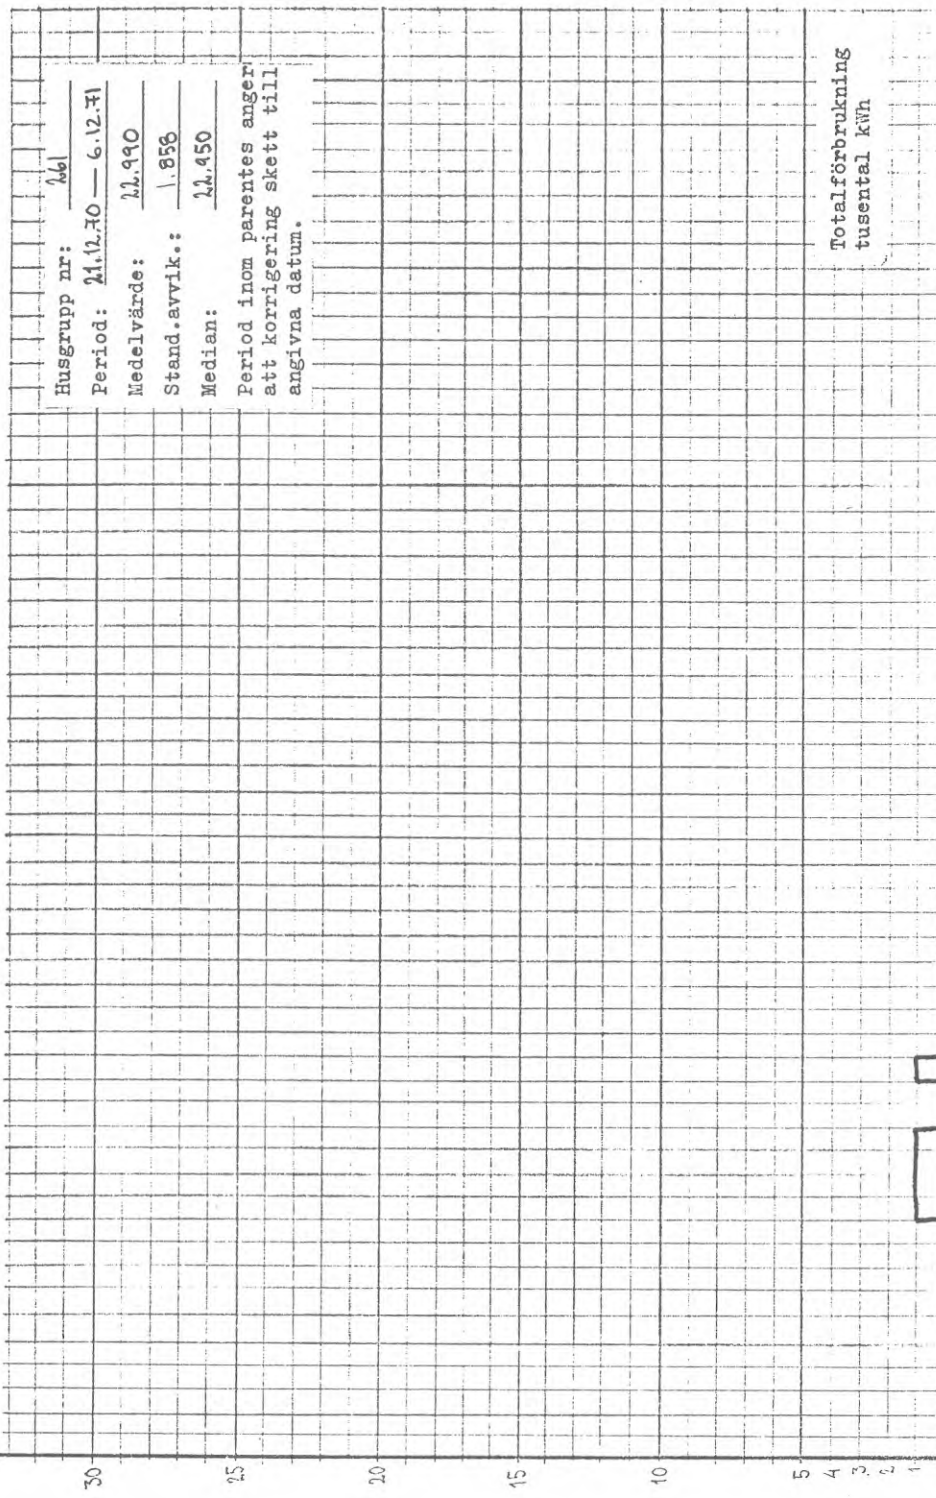 Husgrupp nr: 261
Period: 21.12.70 — 6.12.71
Medelvärde: 22.990
Stand.avvik.: 1.858
Median: 22.950
Period inom parentes anger
att korrigering skett till
angivna datum.
Totalförbrukning
tusental kWh
30
25
20
15
10
5
4
3
2
1